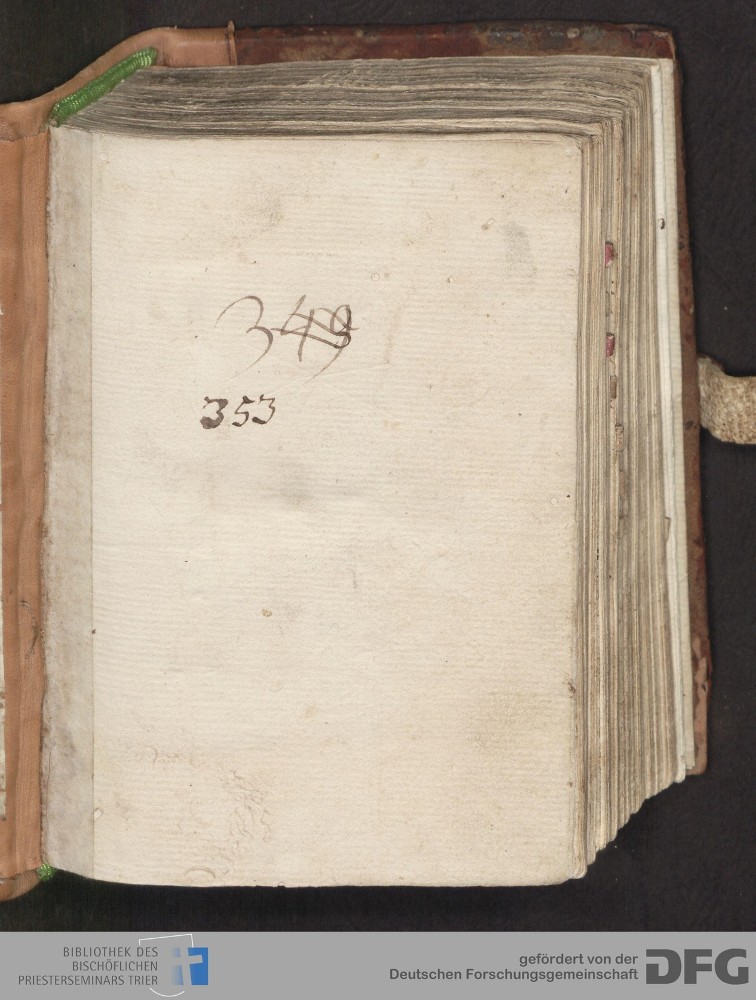 349
353
BIBLIOTHEK DES
BISCHÖFLICHEN
PRIESTERSEMINARS TRIER
gefördert von der
Deutschen Forschungsgemeinschaft
DFG